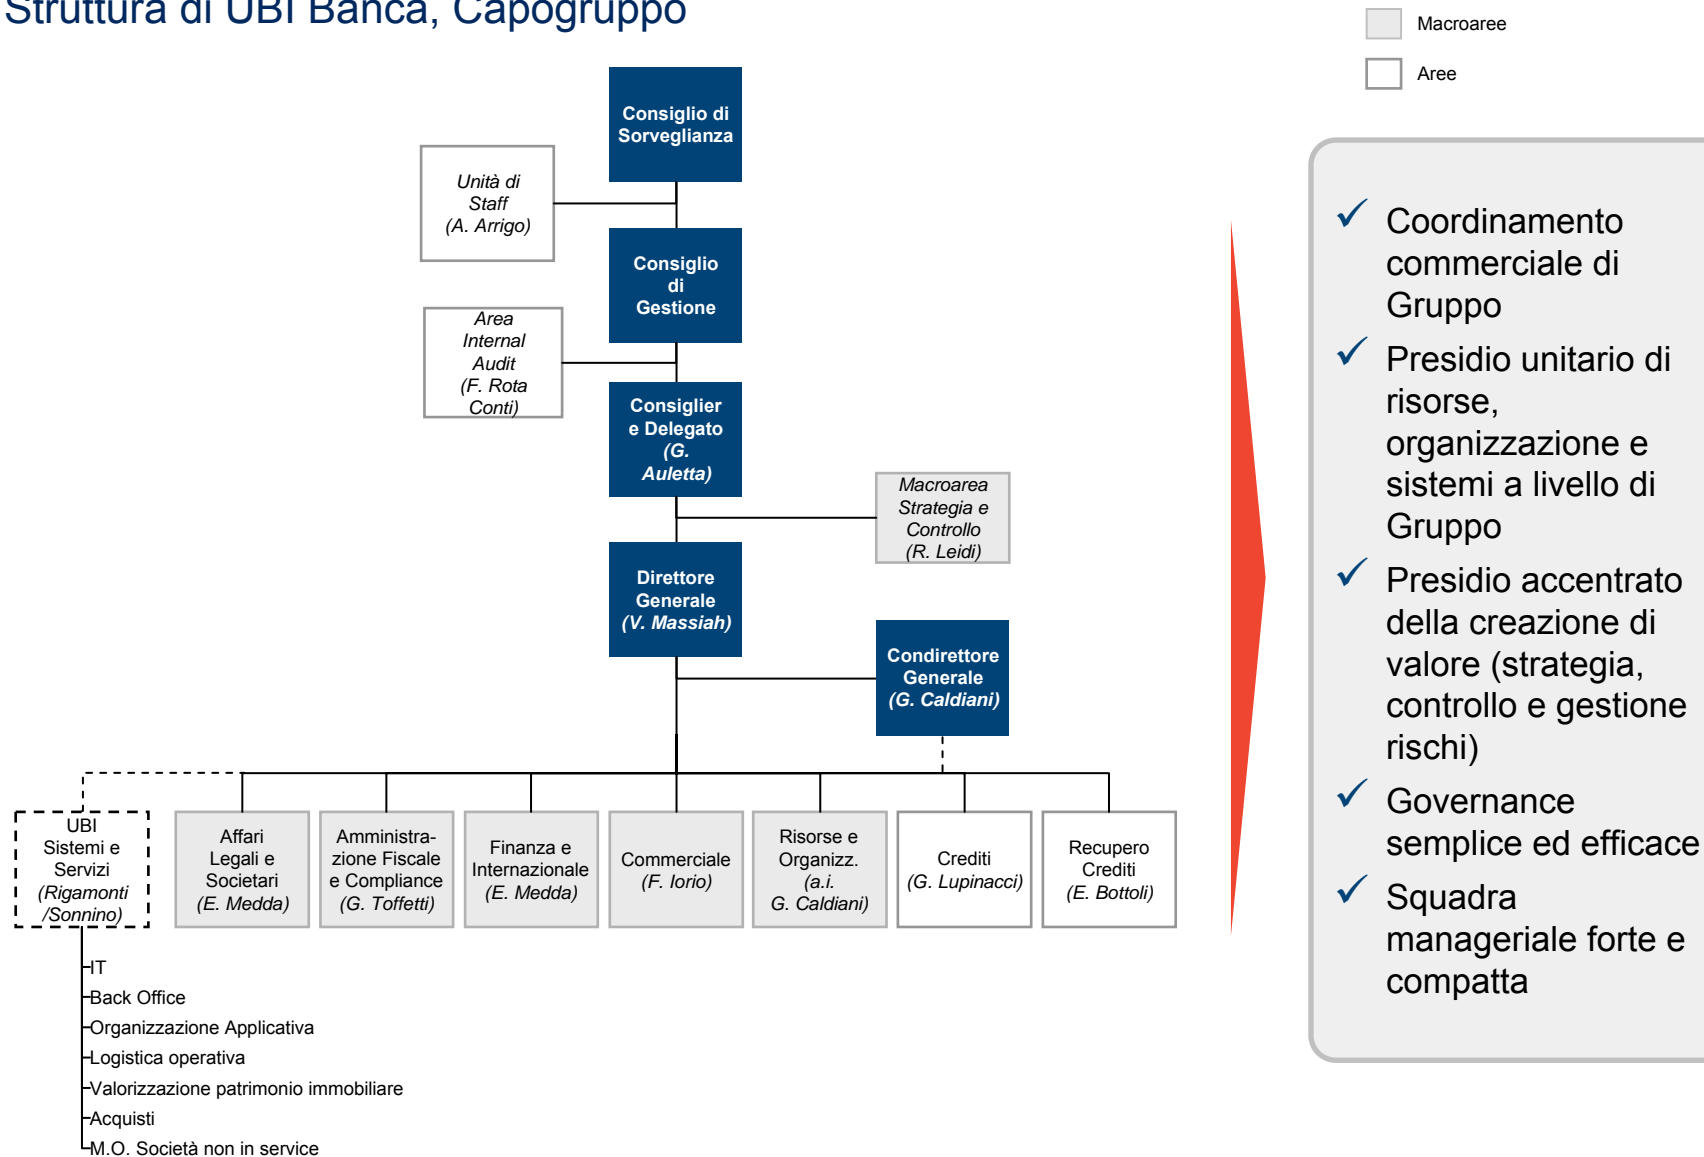 Struttura di UBI Banca, Capogruppo
Macroaree
Aree
Consiglio di
Sorveglianza
Unità di
Staff
(A. Arrigo)
Consiglio
di
Gestione
Area
Internal
Audit
(F. Rota
Conti)
Consiglier
e Delegato
(G.
Auletta)
Macroarea
Strategia e
Controllo
(R. Leidi)
Direttore
Generale
(V. Massiah)
Condirettore
Generale
(G. Caldiani)
UBI
Sistemi e
Servizi
(Rigamonti
/Sonnino)
Affari
Legali e
Societari
(E. Medda)
Amministra-
zione Fiscale
e Compliance
(G. Toffetti)
Finanza e
Internazionale
(E. Medda)
Commerciale
(F. Iorio)
Risorse e
Organizz.
(a.i.
G. Caldiani)
Crediti
(G. Lupinacci)
Recupero
Crediti
(E. Bottoli)
IT
Back Office
Organizzazione Applicativa
Logistica operativa
Valorizzazione patrimonio immobiliare
Acquisti
M.O. Società non in service
✓ Coordinamento
commerciale di
Gruppo
✓ Presidio unitario di
risorse,
organizzazione e
sistemi a livello di
Gruppo
✓ Presidio accentrato
della creazione di
valore (strategia,
controllo e gestione
rischi)
✓ Governance
semplice ed efficace
✓ Squadra
manageriale forte e
compatta